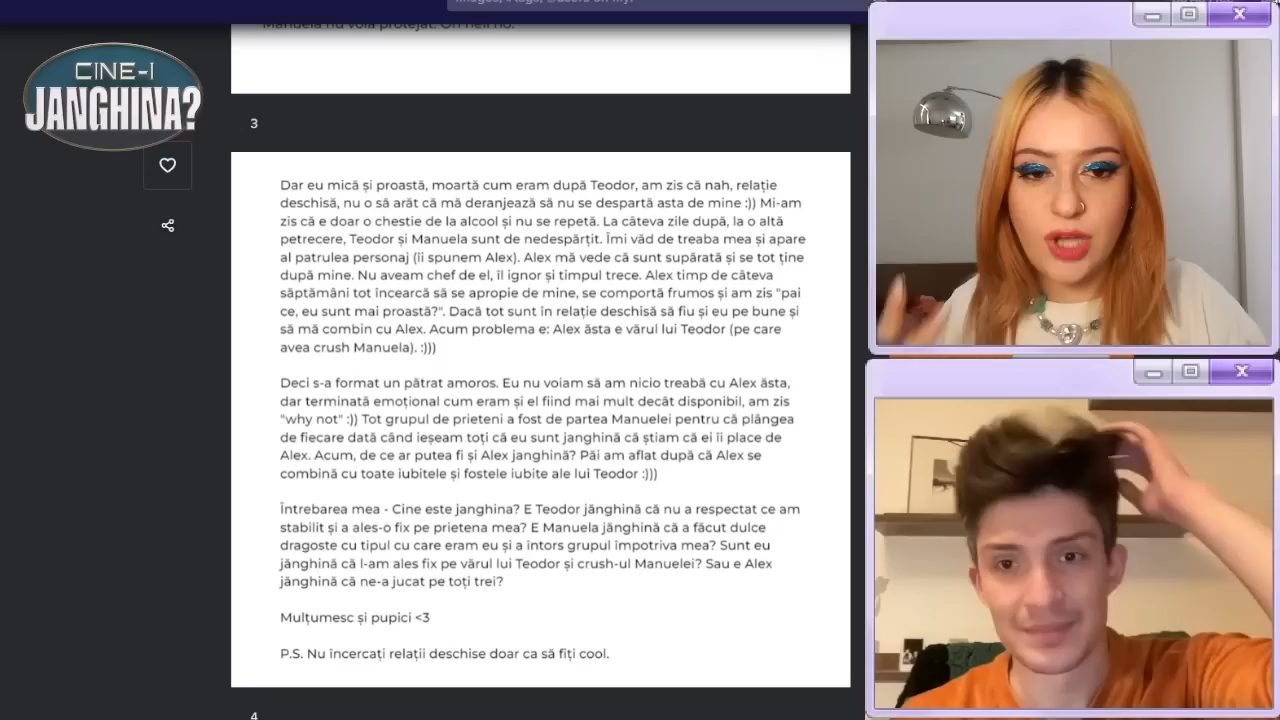 images, #tags, @users oh my!
Manuela nu voia protejat. Oh hell no.
CINE-I
JANGHINA?
3
Dar eu mică și proastă, moartă cum eram după Teodor, am zis că nah, relație
deschisă, nu o să arăt că mă deranjează să nu se despartă asta de mine :)) Mi-am
zis că e doar o chestie de la alcool și nu se repetă. La câteva zile după, la o altă
petrecere, Teodor și Manuela sunt de nedespărțit. Îmi văd de treaba mea și apare
al patrulea personaj (îi spunem Alex). Alex mă vede că sunt supărată și se tot ține
după mine. Nu aveam chef de el, îl ignor și timpul trece. Alex timp de câteva
săptămâni tot încearcă să se apropie de mine, se comportă frumos și am zis "pai
ce, eu sunt mai proastă?". Dacă tot sunt în relație deschisă să fiu și eu pe bune și
să mă combin cu Alex. Acum problema e: Alex ăsta e vărul lui Teodor (pe care
avea crush Manuela). :)))
Deci s-a format un pătrat amoros. Eu nu voiam să am nicio treabă cu Alex ăsta,
dar terminată emoțional cum eram și el fiind mai mult decât disponibil, am zis
"why not" :)) Tot grupul de prieteni a fost de partea Manuelei pentru că plângea
de fiecare dată când ieșeam toți că eu sunt janghină că știam că ei îi place de
Alex. Acum, de ce ar putea fi și Alex janghină? Păi am aflat după că Alex se
combină cu toate iubitele și fostele iubite ale lui Teodor :)))
Întrebarea mea - Cine este janghina? E Teodor jănghină că nu a respectat ce am
stabilit și a ales-o fix pe prietena mea? E Manuela jănghină că a făcut dulce
dragoste cu tipul cu care eram eu și a întors grupul împotriva mea? Sunt eu
jănghină că l-am ales fix pe vărul lui Teodor și crush-ul Manuelei? Sau e Alex
jănghină că ne-a jucat pe toți trei?
Mulțumesc și pupici <3
P.S. Nu încercați relații deschise doar ca să fiți cool.
4